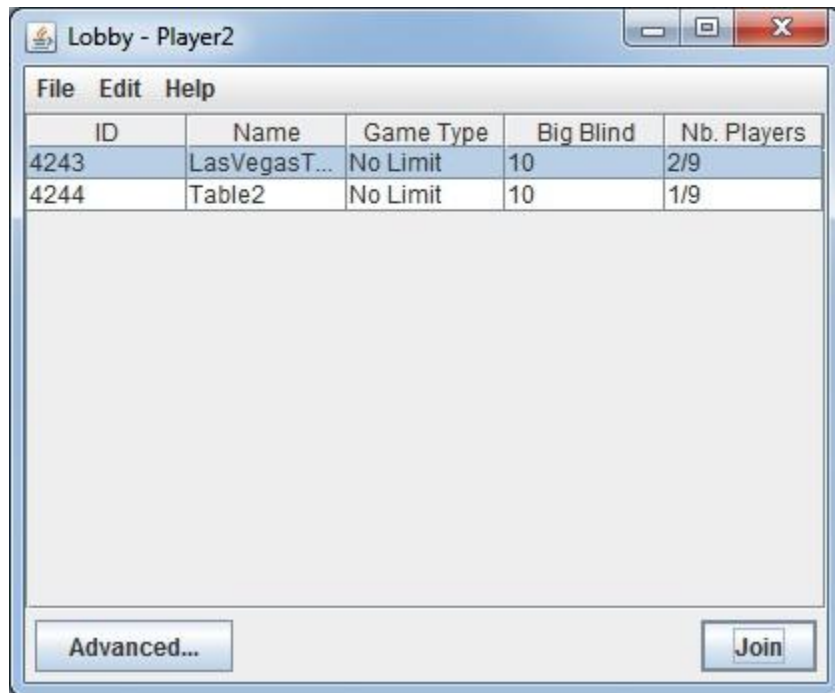 Lobby - Player2
File Edit Help
ID Name Game Type Big Blind Nb. Players
4243 LasVegasT... No Limit 10 2/9
4244 Table2 No Limit 10 1/9
Advanced... Join